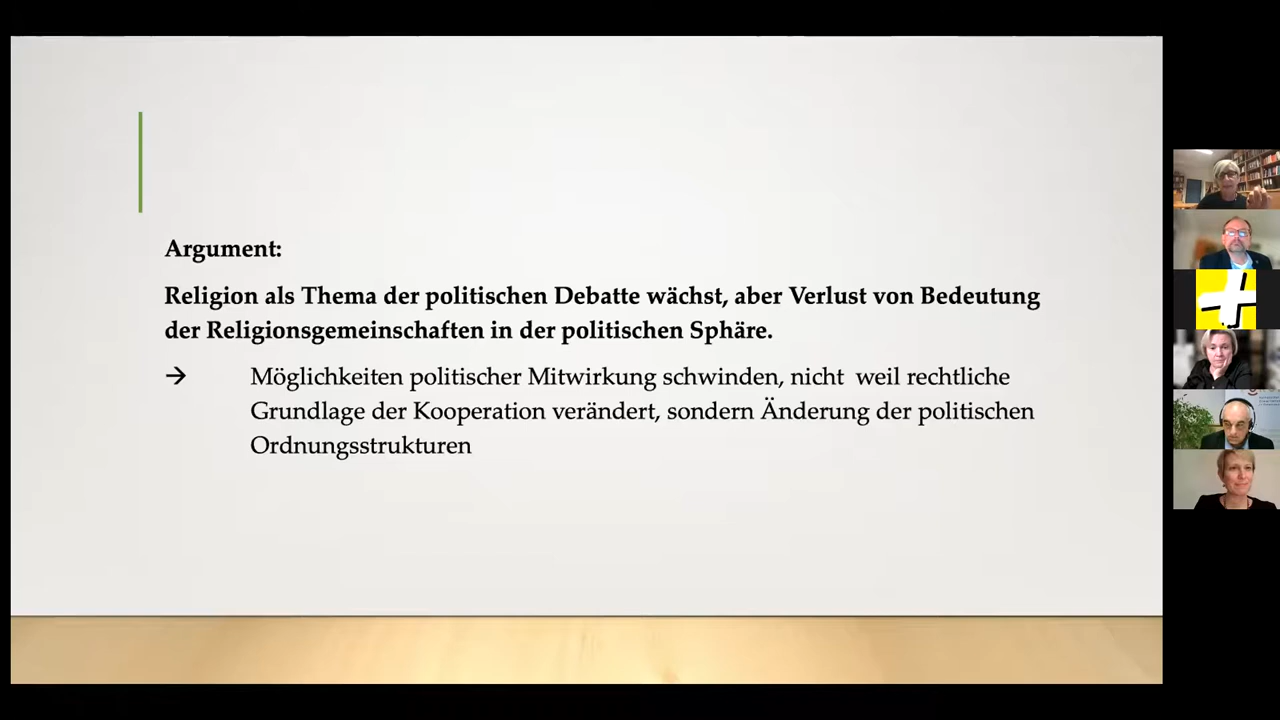 Argument:
Religion als Thema der politischen Debatte wächst, aber Verlust von Bedeutung
der Religionsgemeinschaften in der politischen Sphäre.
→ Möglichkeiten politischer Mitwirkung schwinden, nicht weil rechtliche
Grundlage der Kooperation verändert, sondern Änderung der politischen
Ordnungsstrukturen